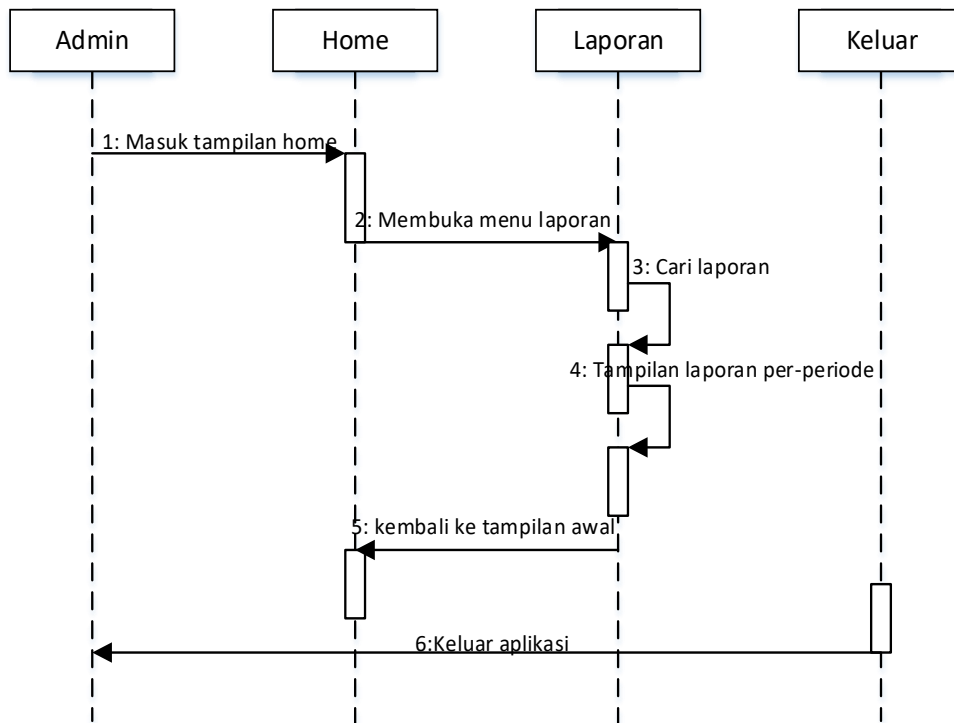 Admin
Home
Laporan
Keluar
1: Masuk tampilan home
2: Membuka menu laporan
3: Cari laporan
4: Tampilan laporan per-periode
5: kembali ke tampilan awal
6:Keluar aplikasi